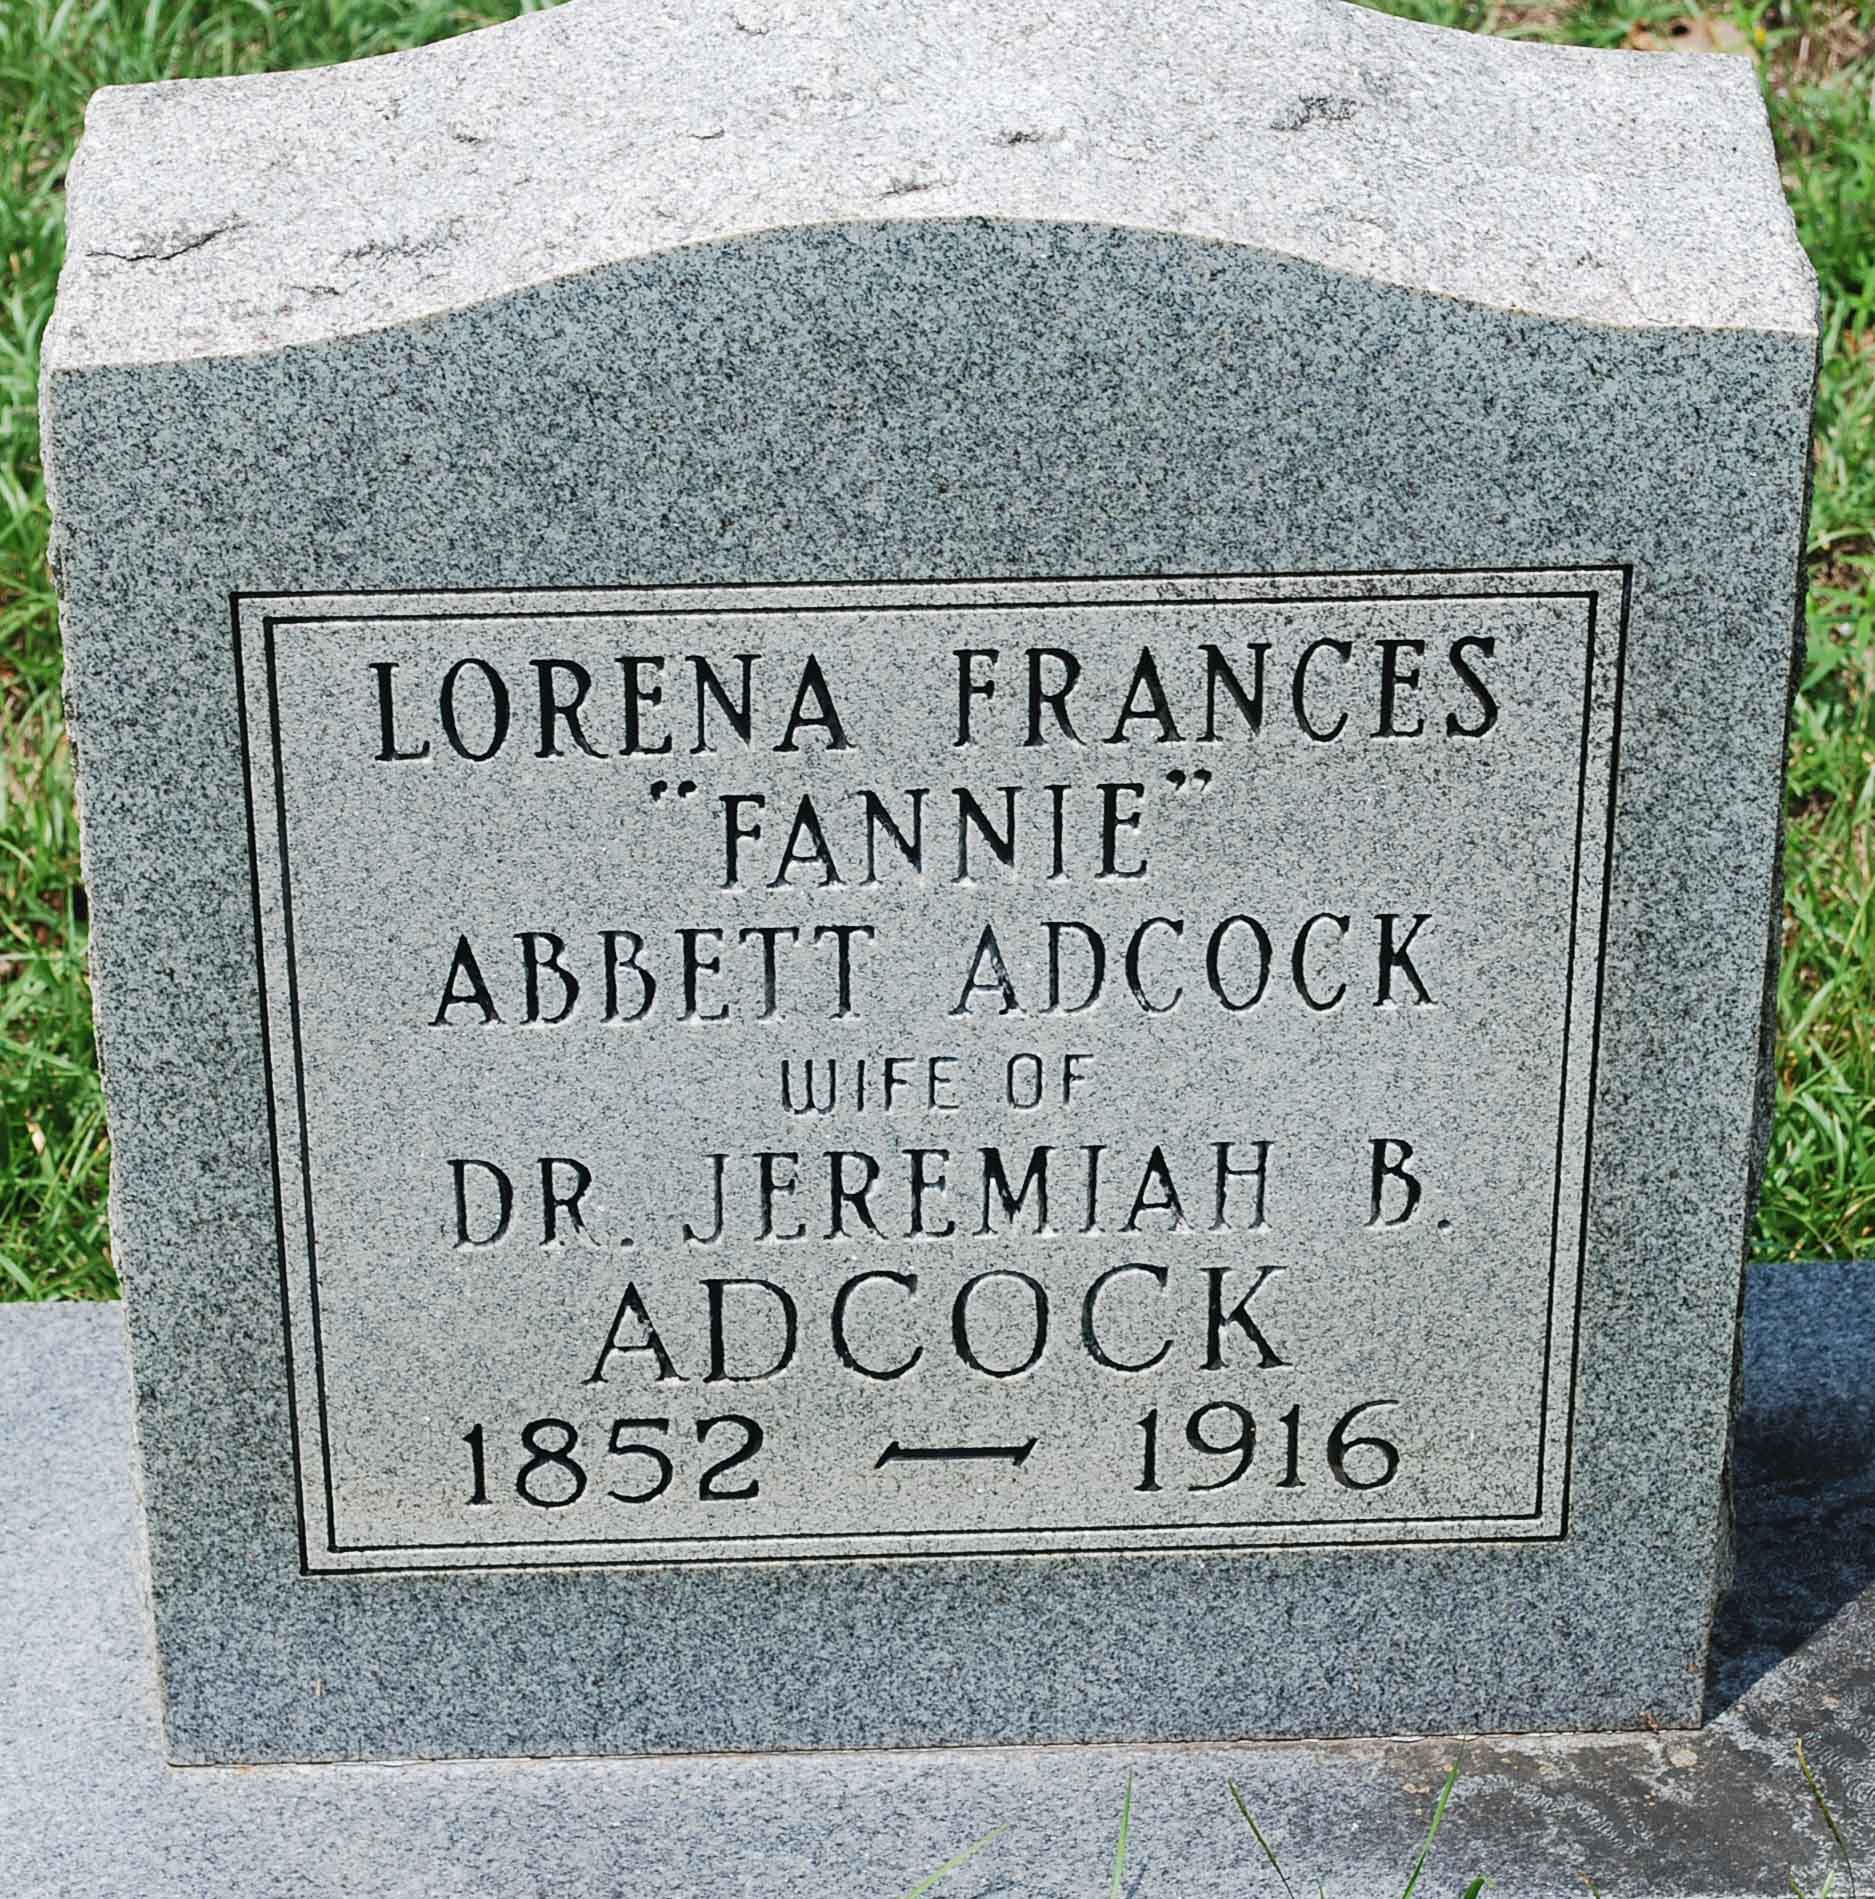 LORENA FRANCES
"FANNIE"
ABBETT ADCOCK
WIFE OF
DR. JEREMIAH B.
ADCOCK
1852 — 1916